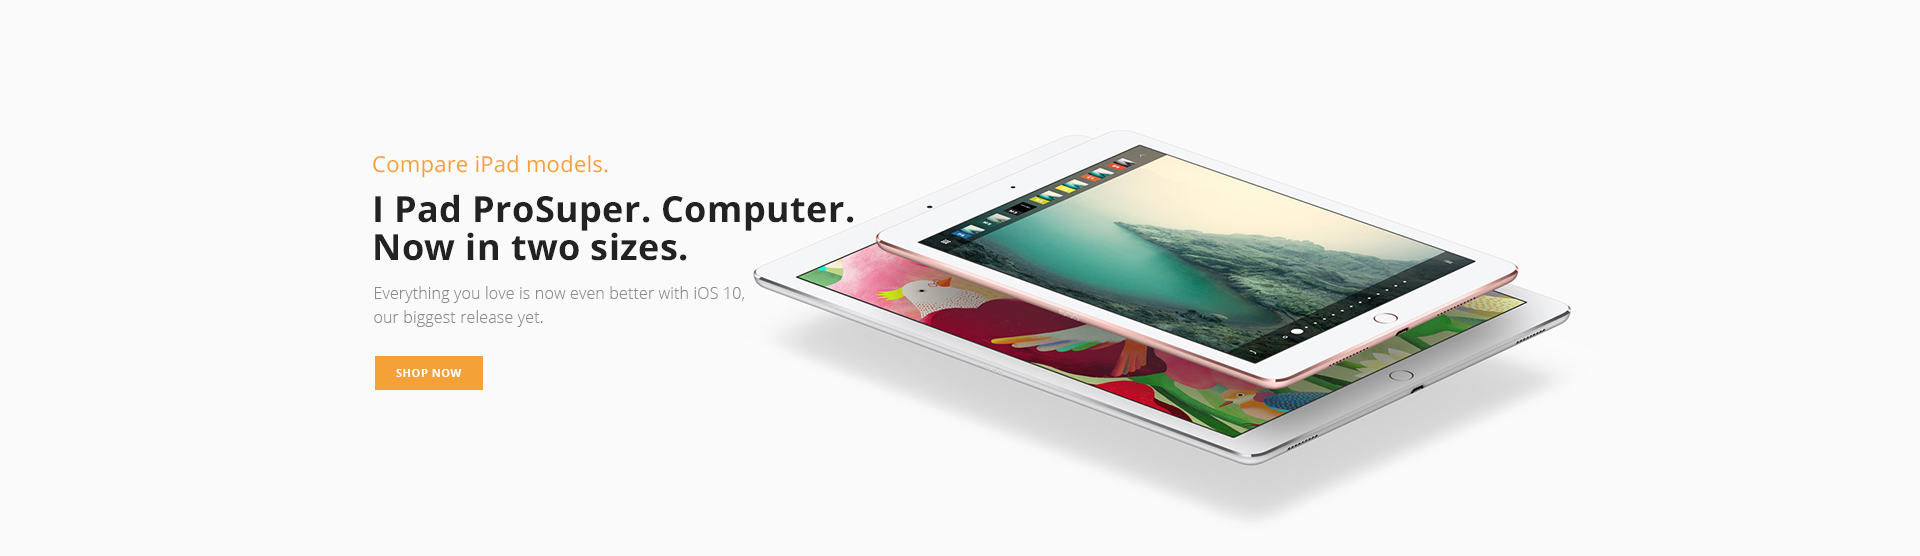 Compare iPad models.
I Pad ProSuper. Computer.
Now in two sizes.
Everything you love is now even better with iOS 10,
our biggest release yet.
SHOP NOW